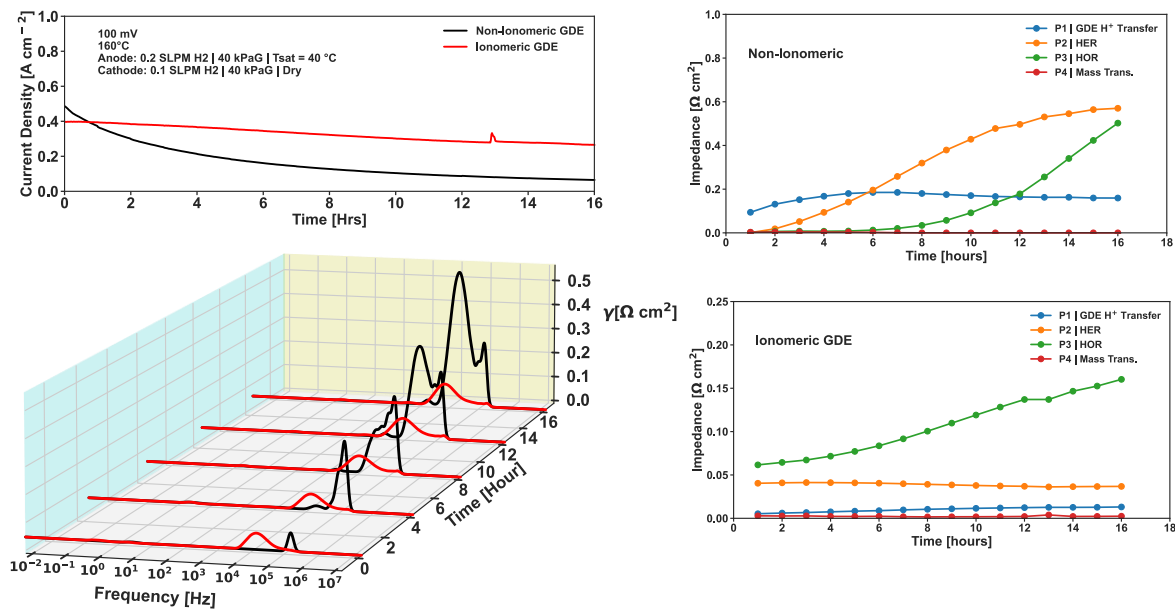 1.0
0.8
0.6
0.4
0.2
0.0
Current Density [A cm⁻²]
100 mV
160°C
Anode: 0.2 SLPM H2 | 40 kPaG | Tsat = 40 °C
Cathode: 0.1 SLPM H2 | 40 kPaG | Dry
Non-Ionomeric GDE
Ionomeric GDE
0 2 4 6 8 10 12 14 16
Time [Hrs]
0.5
0.4
0.3
0.2
0.1
0.0
γ[Ω cm²]
16
14
12
10
8
6
4
2
0
Time [Hour]
10⁻² 10⁻¹ 10⁰ 10¹ 10² 10³ 10⁴ 10⁵ 10⁶ 10⁷
Frequency [Hz]
1.0
0.8
0.6
0.4
0.2
0.0
Impedance [Ω cm²]
Non-Ionomeric
P1 | GDE H⁺ Transfer
P2 | HER
P3 | HOR
P4 | Mass Trans.
0 2 4 6 8 10 12 14 16 18
Time [hours]
0.25
0.20
0.15
0.10
0.05
0.00
Impedance [Ω cm²]
Ionomeric GDE
P1 | GDE H⁺ Transfer
P2 | HER
P3 | HOR
P4 | Mass Trans.
0 2 4 6 8 10 12 14 16 18
Time [hours]